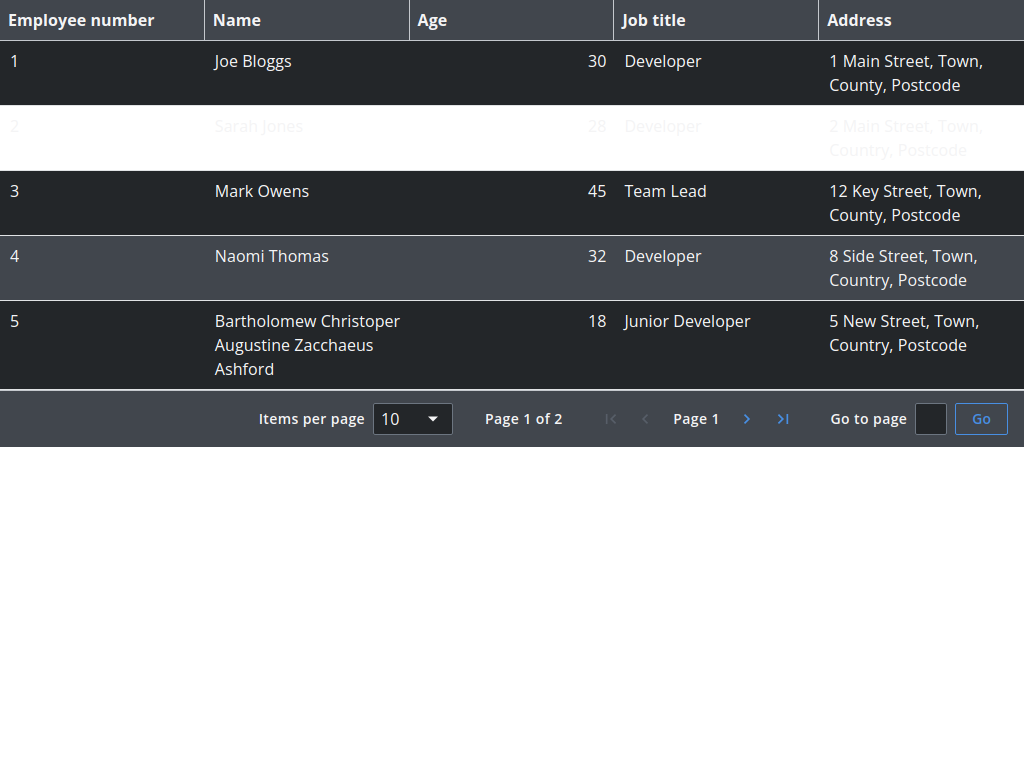 Employee number Name Age Job title Address
1 Joe Bloggs 30 Developer 1 Main Street, Town,
County, Postcode
2 Sarah Jones 28 Developer 2 Main Street, Town,
Country, Postcode
3 Mark Owens 45 Team Lead 12 Key Street, Town,
County, Postcode
4 Naomi Thomas 32 Developer 8 Side Street, Town,
Country, Postcode
5 Bartholomew Christoper 18 Junior Developer 5 New Street, Town,
Augustine Zacchaeus Country, Postcode
Ashford
Items per page 10 Page 1 of 2 Page 1 Go to page Go